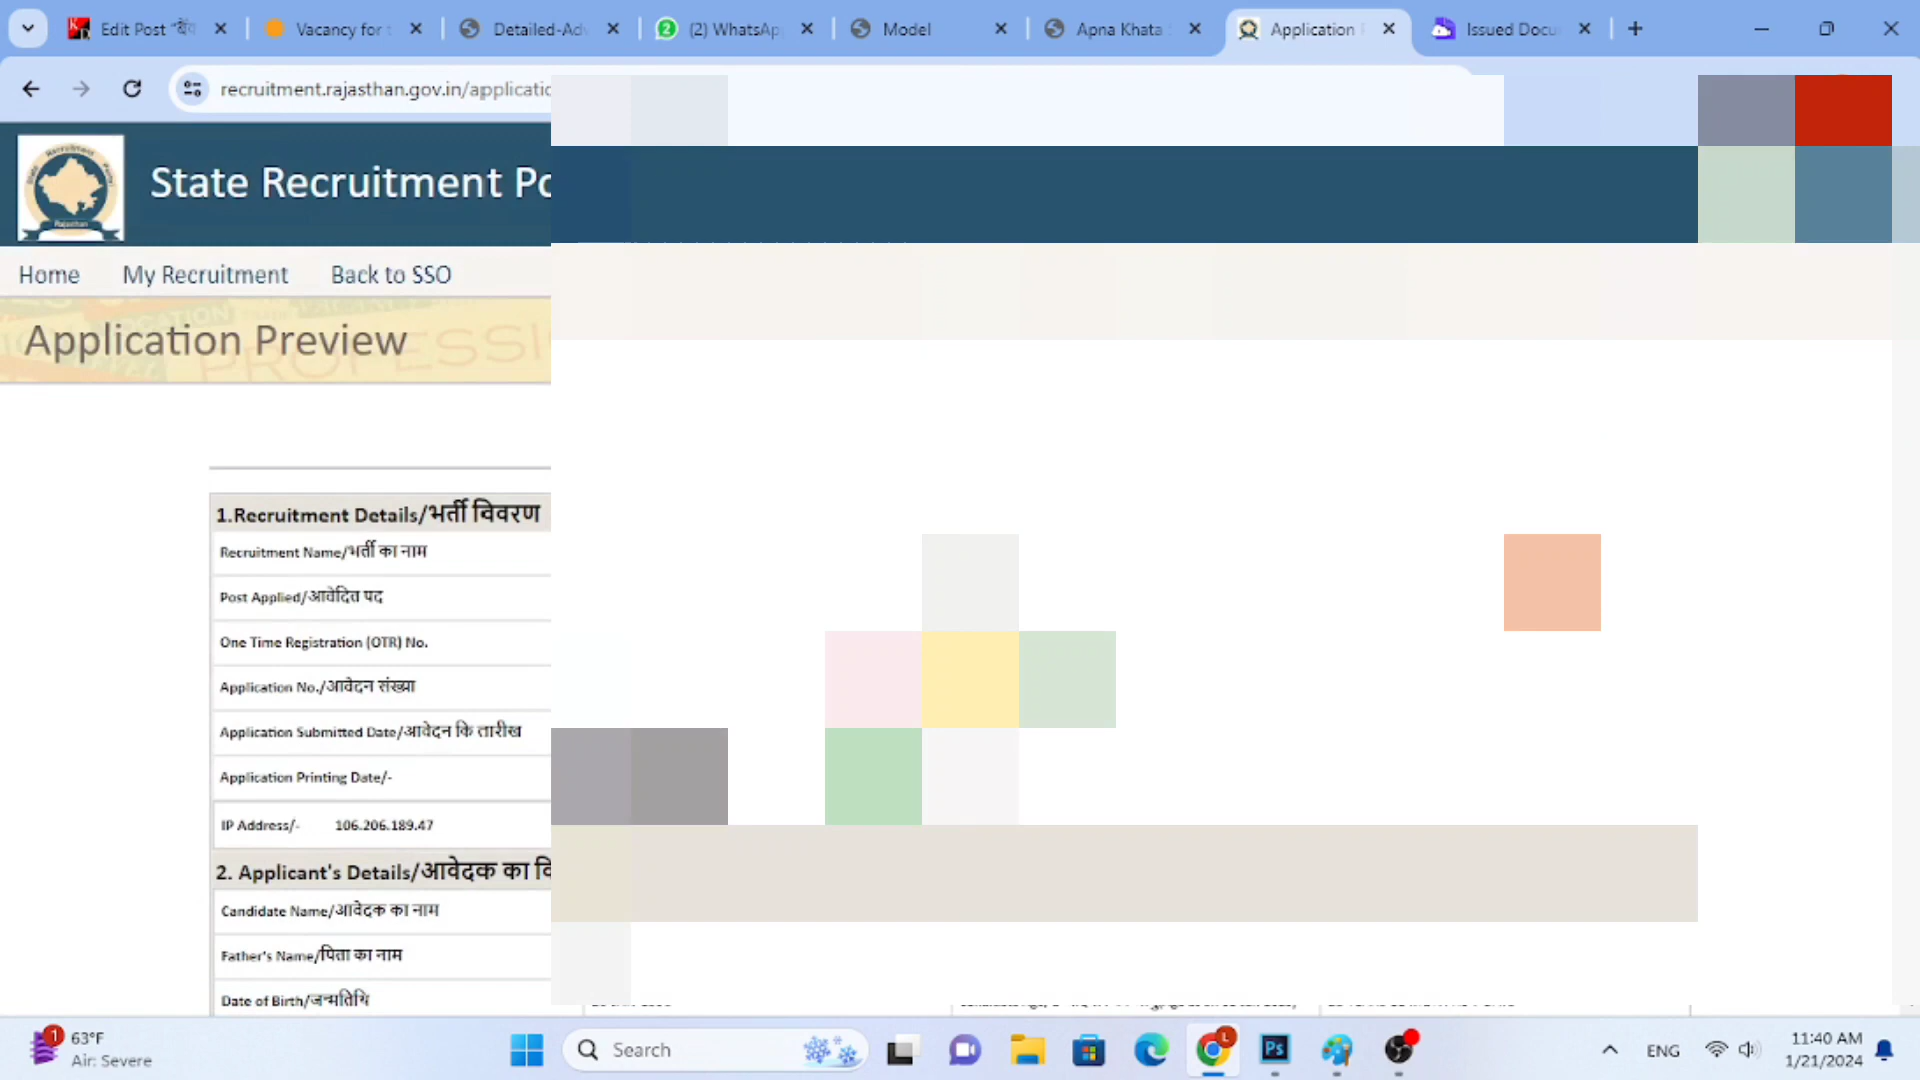 Edit Post "बैंक
Vacancy for t
Detailed-Adv
(2) WhatsAp
Model
Apna Khata
Application
Issued Docu
recruitment.rajasthan.gov.in/applicatic
State Recruitment Po
Home
My Recruitment
Back to SSO
Application Preview
1.Recruitment Details/भर्ती विवरण
Recruitment Name/भर्ती का नाम
Post Applied/आवेदित पद
One Time Registration (OTR) No.
Application No./आवेदन संख्या
Application Submitted Date/आवेदन कि तारीख
Application Printing Date/-
IP Address/- 106.206.189.47
2. Applicant's Details/आवेदक का वि
Candidate Name/आवेदक का नाम
Father's Name/पिता का नाम
Date of Birth/जन्मतिथि
1
63°F
Air: Severe
Search
L
Ps
ENG
11:40 AM
1/21/2024